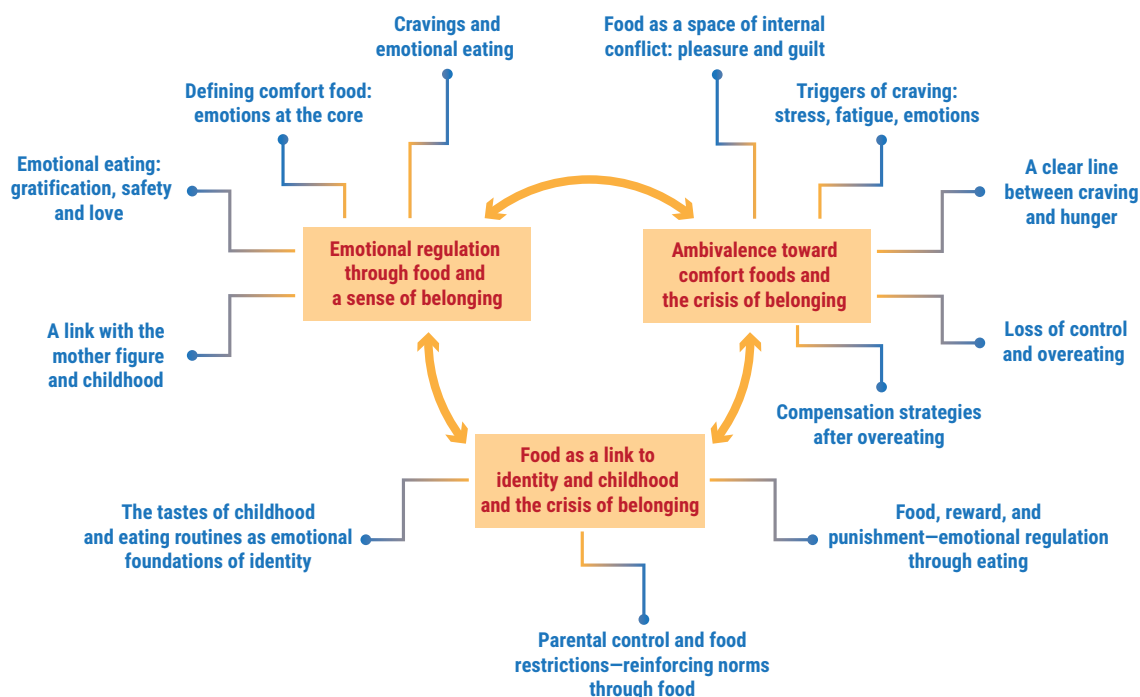 Cravings and
emotional eating
Food as a space of internal
conflict: pleasure and guilt
Defining comfort food:
emotions at the core
Triggers of craving:
stress, fatigue, emotions
Emotional eating:
gratification, safety
and love
A clear line
between craving
and hunger
Emotional regulation
through food and
a sense of belonging
Ambivalence toward
comfort foods and
the crisis of belonging
A link with the
mother figure
and childhood
Loss of control
and overeating
Compensation strategies
after overeating
Food as a link to
identity and childhood
and the crisis of belonging
The tastes of childhood
and eating routines as emotional
foundations of identity
Food, reward, and
punishment—emotional regulation
through eating
Parental control and food
restrictions—reinforcing norms
through food